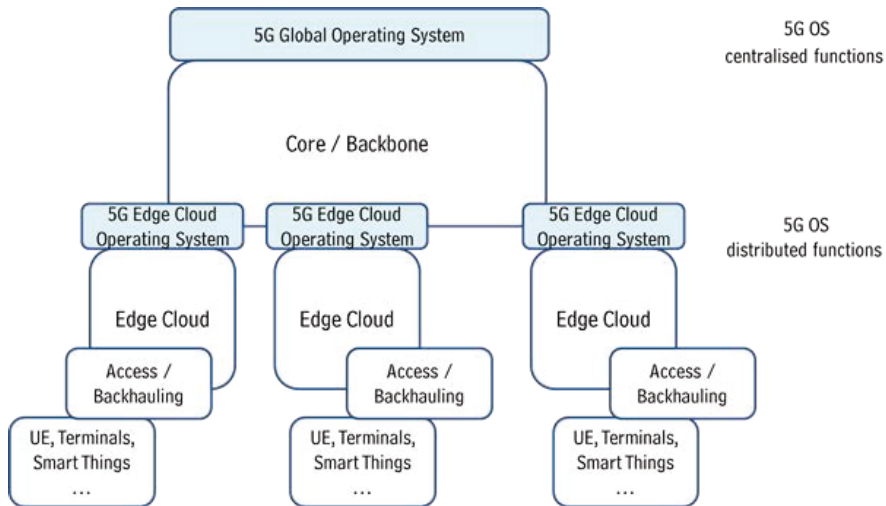 5G Global Operating System
5G OS
centralised functions
Core / Backbone
5G Edge Cloud
Operating System
5G Edge Cloud
Operating System
5G Edge Cloud
Operating System
5G OS
distributed functions
Edge Cloud
Edge Cloud
Edge Cloud
Access /
Backhauling
Access /
Backhauling
Access /
Backhauling
UE, Terminals,
Smart Things
...
UE, Terminals,
Smart Things
...
UE, Terminals,
Smart Things
...